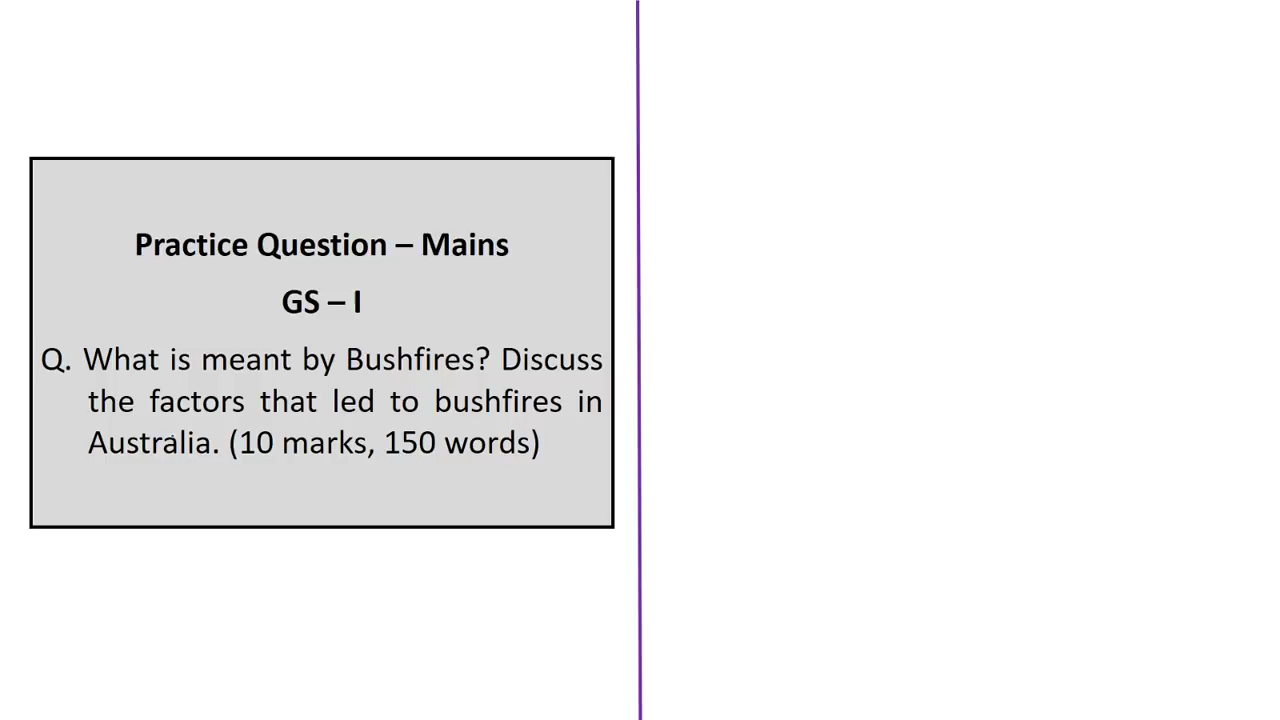 Practice Question – Mains
GS – I
Q. What is meant by Bushfires? Discuss
the factors that led to bushfires in
Australia. (10 marks, 150 words)